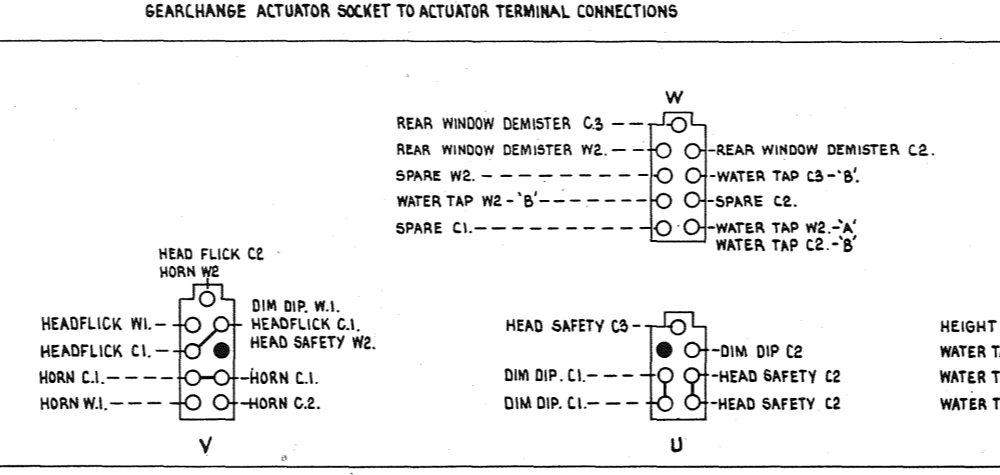 GEARCHANGE ACTUATOR SOCKET TO ACTUATOR TERMINAL CONNECTIONS
W
REAR WINDOW DEMISTER C.3
REAR WINDOW DEMISTER W2.
REAR WINDOW DEMISTER C2.
SPARE W2.
WATER TAP C3-'B'.
WATER TAP W2-'B'
SPARE C2.
SPARE C1.
WATER TAP W2.-'A'
WATER TAP C2.-'B'
HEAD FLICK C2
HORN W2
DIM DIP. W.1.
HEADFLICK W1.
HEADFLICK C.1.
HEAD SAFETY W2.
HEADFLICK C1.
HORN C.1.
HORN C.1.
HORN W.1.
HORN C.2.
V
HEAD SAFETY C3
DIM DIP C2
DIM DIP. C1.
HEAD SAFETY C2
DIM DIP. C1.
HEAD SAFETY C2
U
HEIGHT
WATER T
WATER T
WATER T